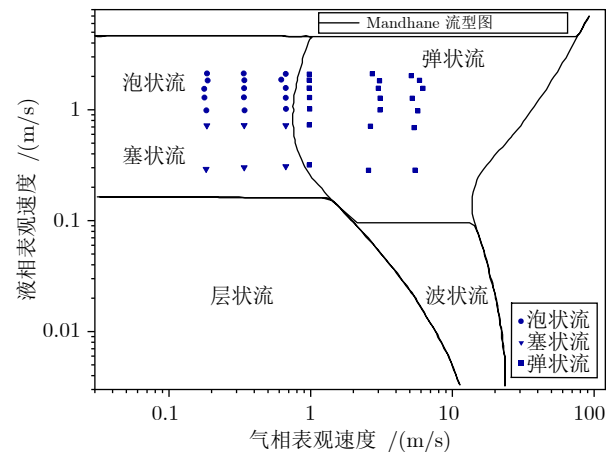 Mandhane 流型图
弹状流
泡状流
塞状流
层状流
波状流
泡状流
塞状流
弹状流
1
0.1
0.01
0.1
1
10
100
液相表观速度 /(m/s)
气相表观速度 /(m/s)